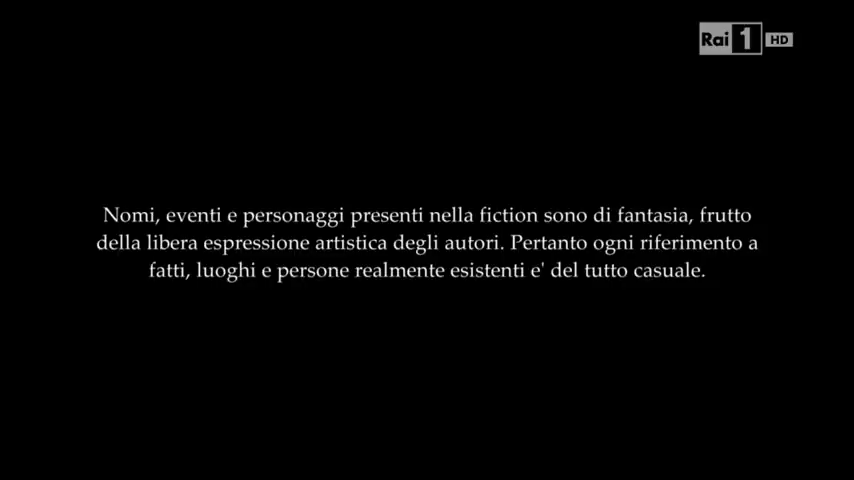 Rai 1 HD
Nomi, eventi e personaggi presenti nella fiction sono di fantasia, frutto
della libera espressione artistica degli autori. Pertanto ogni riferimento a
fatti, luoghi e persone realmente esistenti e' del tutto casuale.